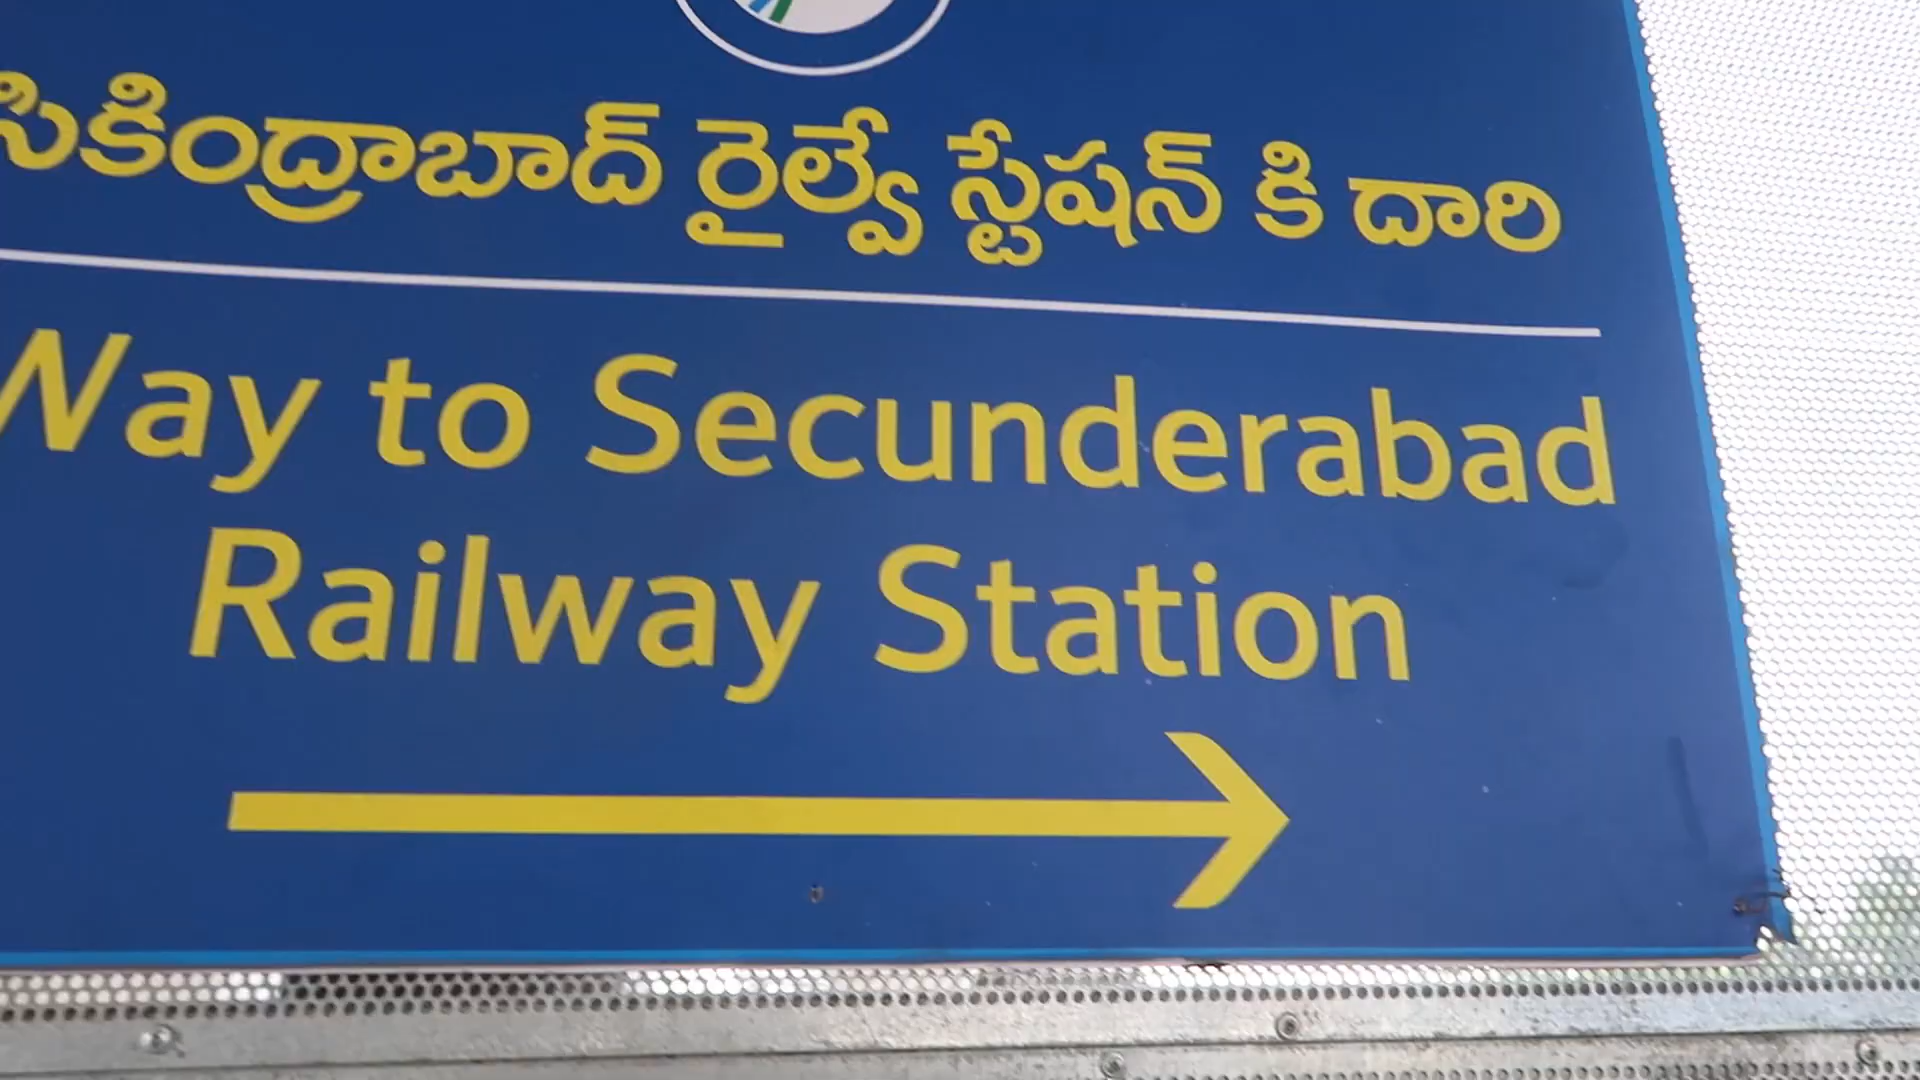 సికింద్రాబాద్ రైల్వే స్టేషన్ కి దారి
Way to Secunderabad
Railway Station